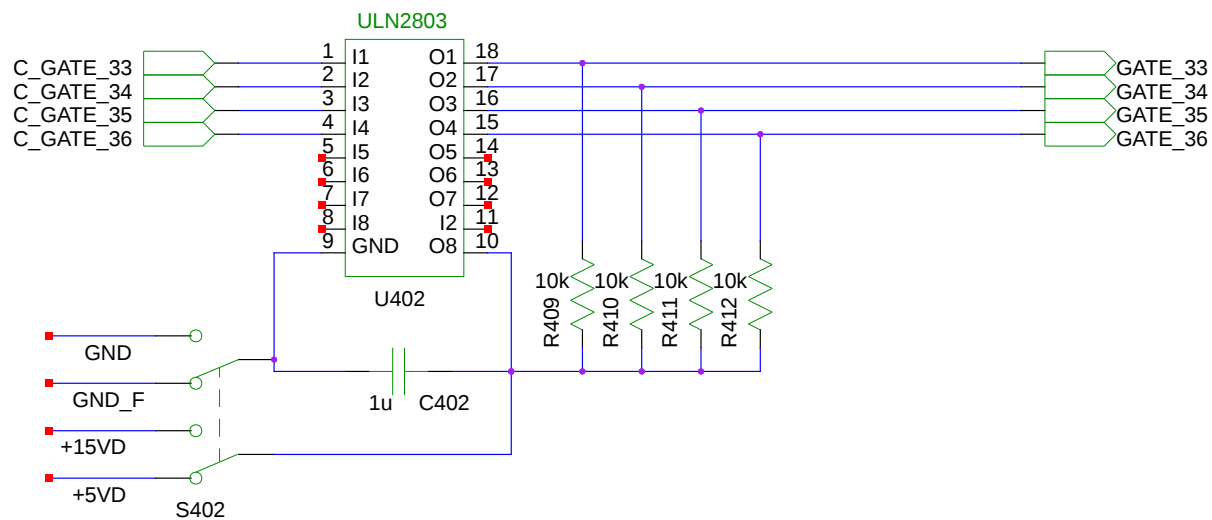 ULN2803
C_GATE_33
C_GATE_34
C_GATE_35
C_GATE_36
1 I1 O1 18
2 I2 O2 17
3 I3 O3 16
4 I4 O4 15
5 I5 O5 14
6 I6 O6 13
7 I7 O7 12
8 I8 I2 11
9 GND O8 10
GATE_33
GATE_34
GATE_35
GATE_36
U402
10k 10k 10k 10k
R409 R410 R411 R412
GND
GND_F
1u C402
+15VD
+5VD
S402